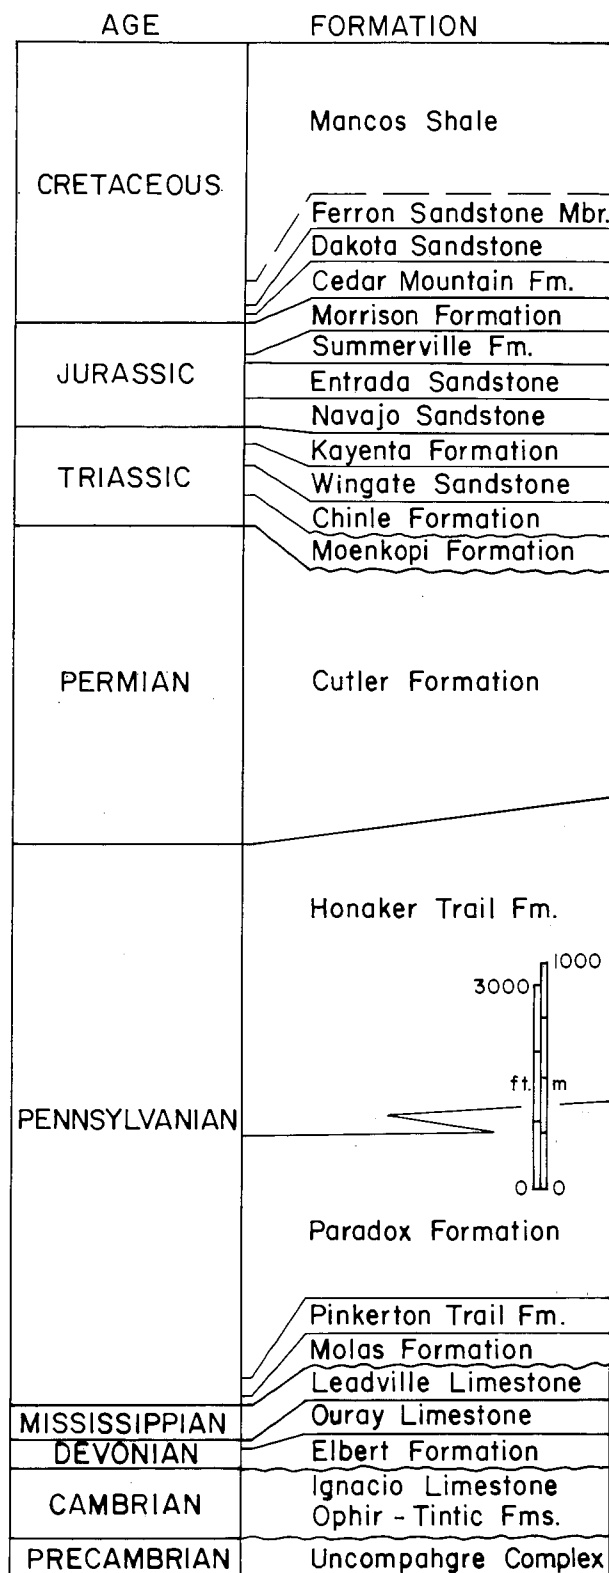 AGE FORMATION
Mancos Shale
CRETACEOUS
Ferron Sandstone Mbr.
Dakota Sandstone
Cedar Mountain Fm.
Morrison Formation
Summerville Fm.
JURASSIC
Entrada Sandstone
Navajo Sandstone
Kayenta Formation
TRIASSIC
Wingate Sandstone
Chinle Formation
Moenkopi Formation
PERMIAN
Cutler Formation
Honaker Trail Fm.
1000
3000
ft. m
PENNSYLVANIAN
0 0
Paradox Formation
Pinkerton Trail Fm.
Molas Formation
Leadville Limestone
MISSISSIPPIAN
Ouray Limestone
DEVONIAN
Elbert Formation
CAMBRIAN
Ignacio Limestone
Ophir - Tintic Fms.
PRECAMBRIAN
Uncompahgre Complex